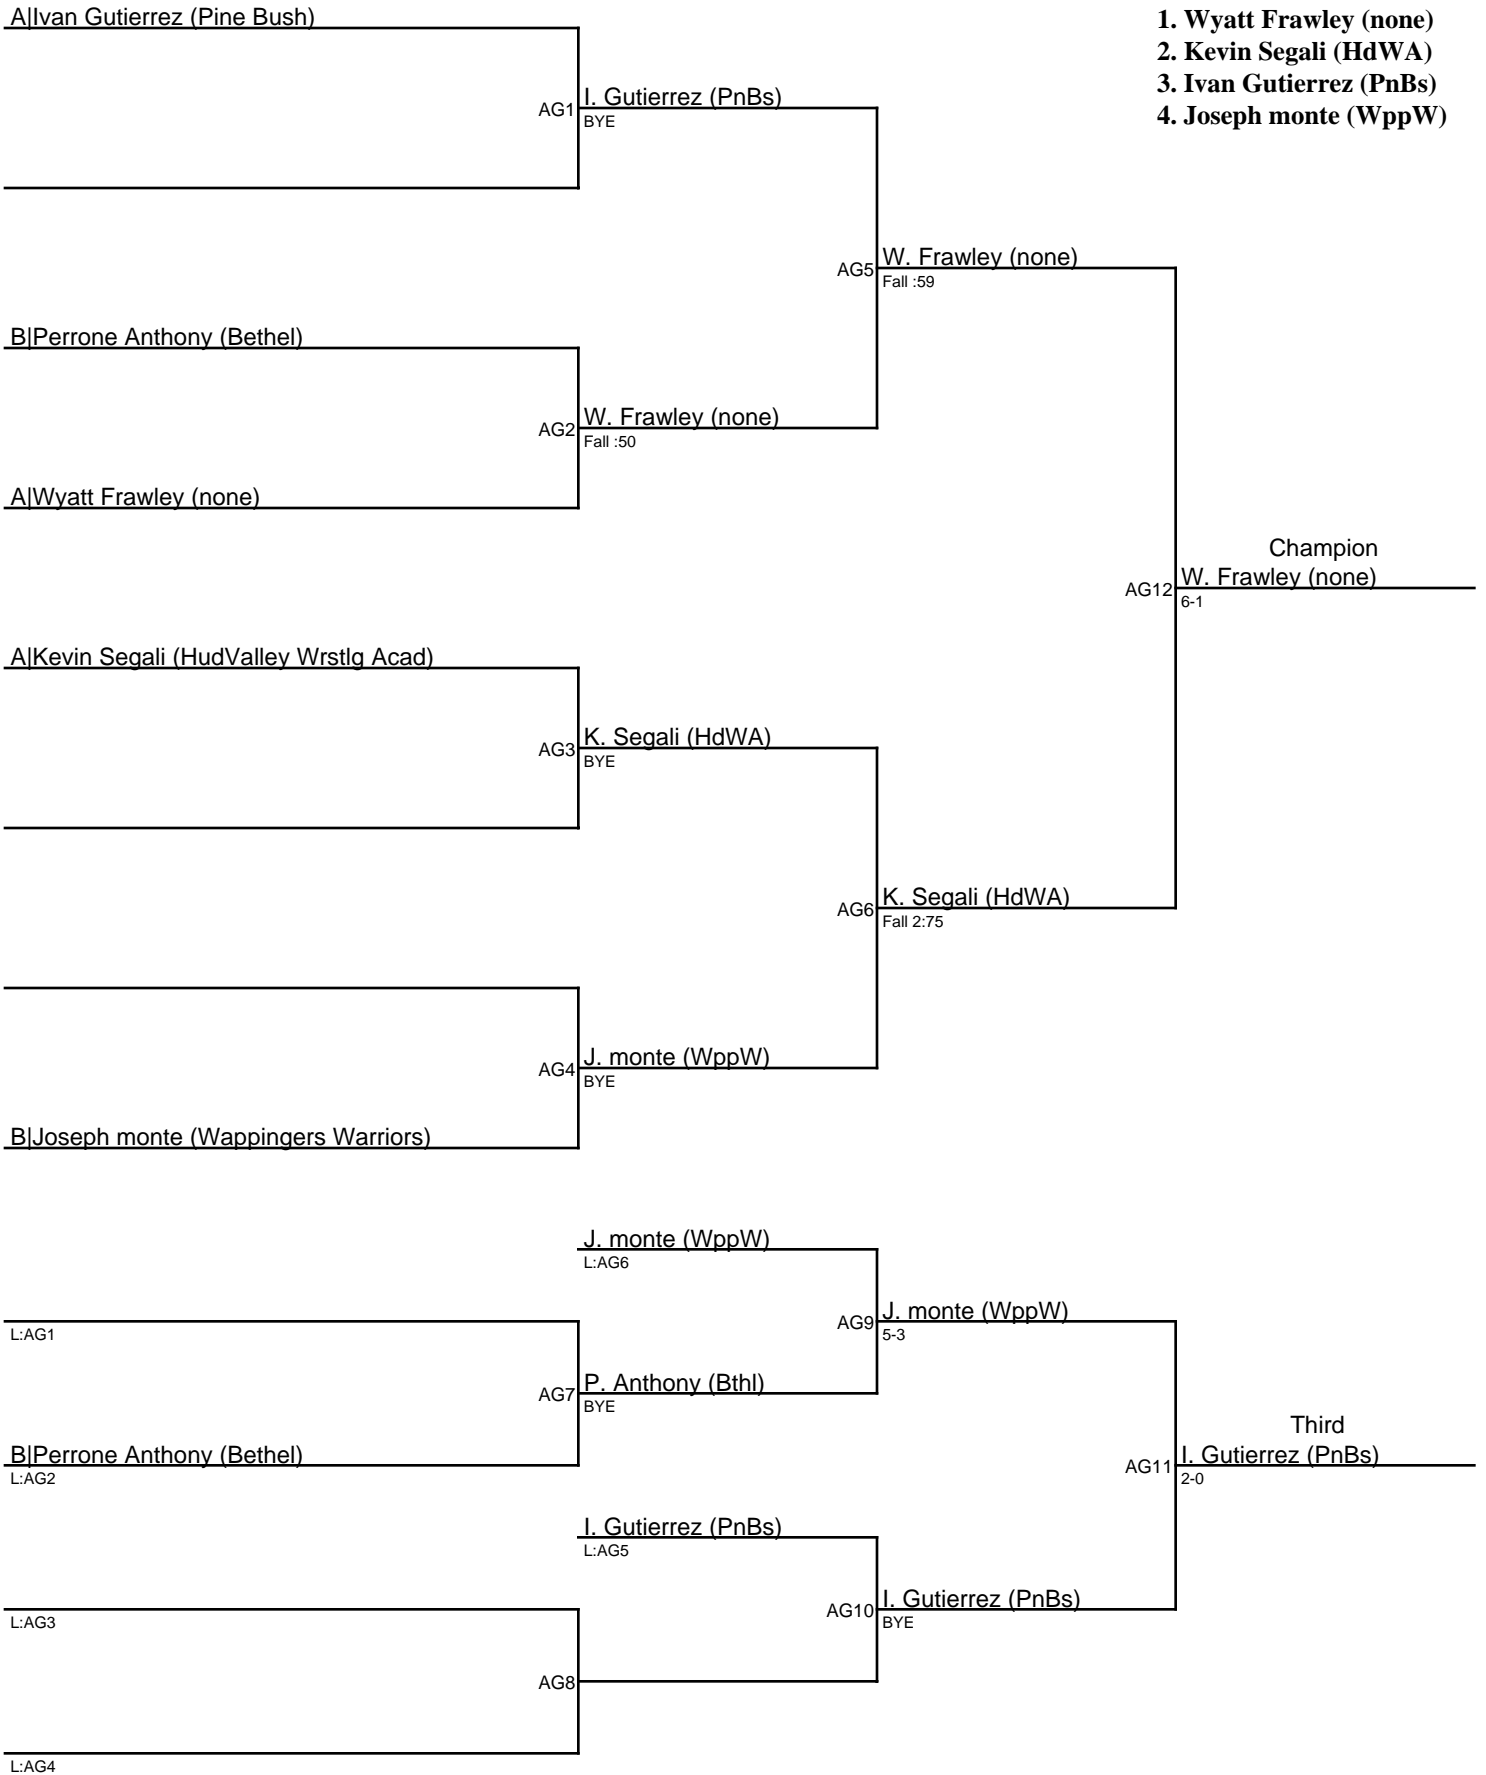 A|Ivan Gutierrez (Pine Bush)
1. Wyatt Frawley (none)
2. Kevin Segali (HdWA)
3. Ivan Gutierrez (PnBs)
4. Joseph monte (WppW)
AG1
I. Gutierrez (PnBs)
BYE
AG5
W. Frawley (none)
Fall :59
B|Perrone Anthony (Bethel)
AG2
W. Frawley (none)
Fall :50
A|Wyatt Frawley (none)
Champion
AG12
W. Frawley (none)
6-1
A|Kevin Segali (HudValley Wrstlg Acad)
AG3
K. Segali (HdWA)
BYE
AG6
K. Segali (HdWA)
Fall 2:75
AG4
J. monte (WppW)
BYE
B|Joseph monte (Wappingers Warriors)
J. monte (WppW)
L:AG6
L:AG1
AG9
J. monte (WppW)
5-3
AG7
P. Anthony (Bthl)
BYE
B|Perrone Anthony (Bethel)
L:AG2
Third
AG11
I. Gutierrez (PnBs)
2-0
I. Gutierrez (PnBs)
L:AG5
L:AG3
AG10
I. Gutierrez (PnBs)
BYE
AG8
L:AG4